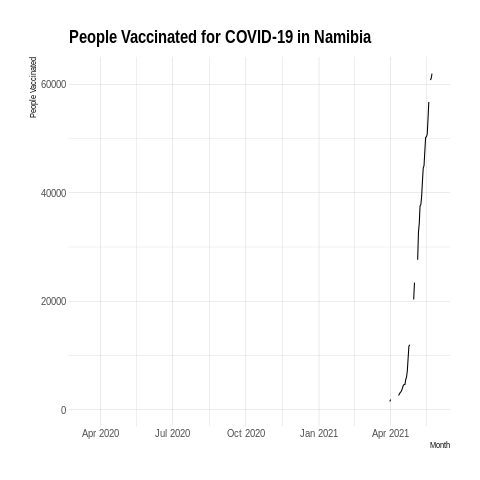 People Vaccinated for COVID-19 in Namibia
People Vaccinated
60000
40000
20000
0
Apr 2020 Jul 2020 Oct 2020 Jan 2021 Apr 2021
Month